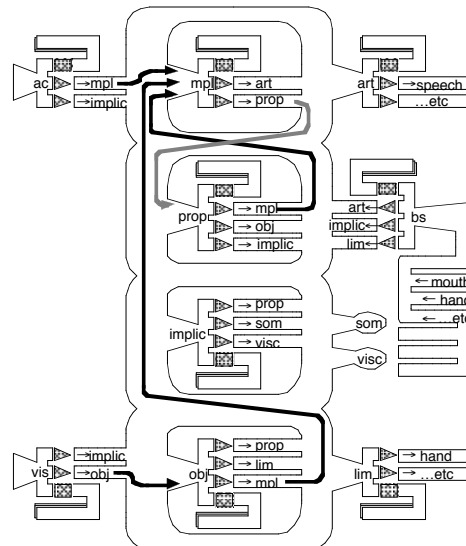 ac
→ mpl
→ implic
mpl
→ art
→ prop
art
→ speech
...etc
prop
→ mpl
→ obj
→ implic
art ←
implic ←
lim ←
bs
← mouth
← hand
← ...etc
implic
→ prop
→ som
→ visc
som
visc
vis
→ implic
→ obj
obj
→ prop
→ lim
→ mpl
lim
→ hand
→ ...etc